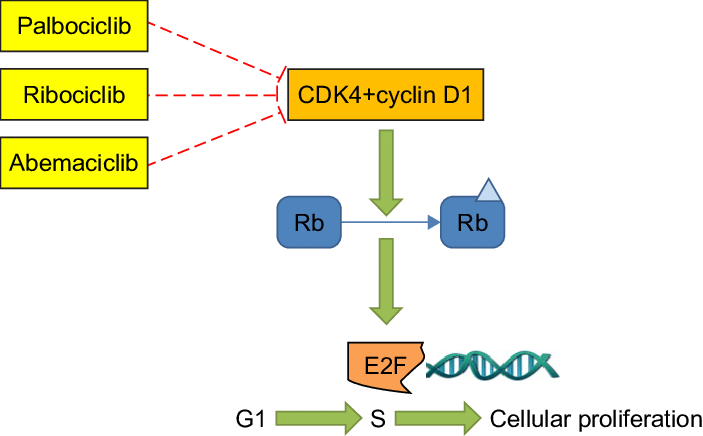 Palbociclib
Ribociclib
CDK4+cyclin D1
Abemaciclib
Rb
Rb
E2F
G1 S Cellular proliferation